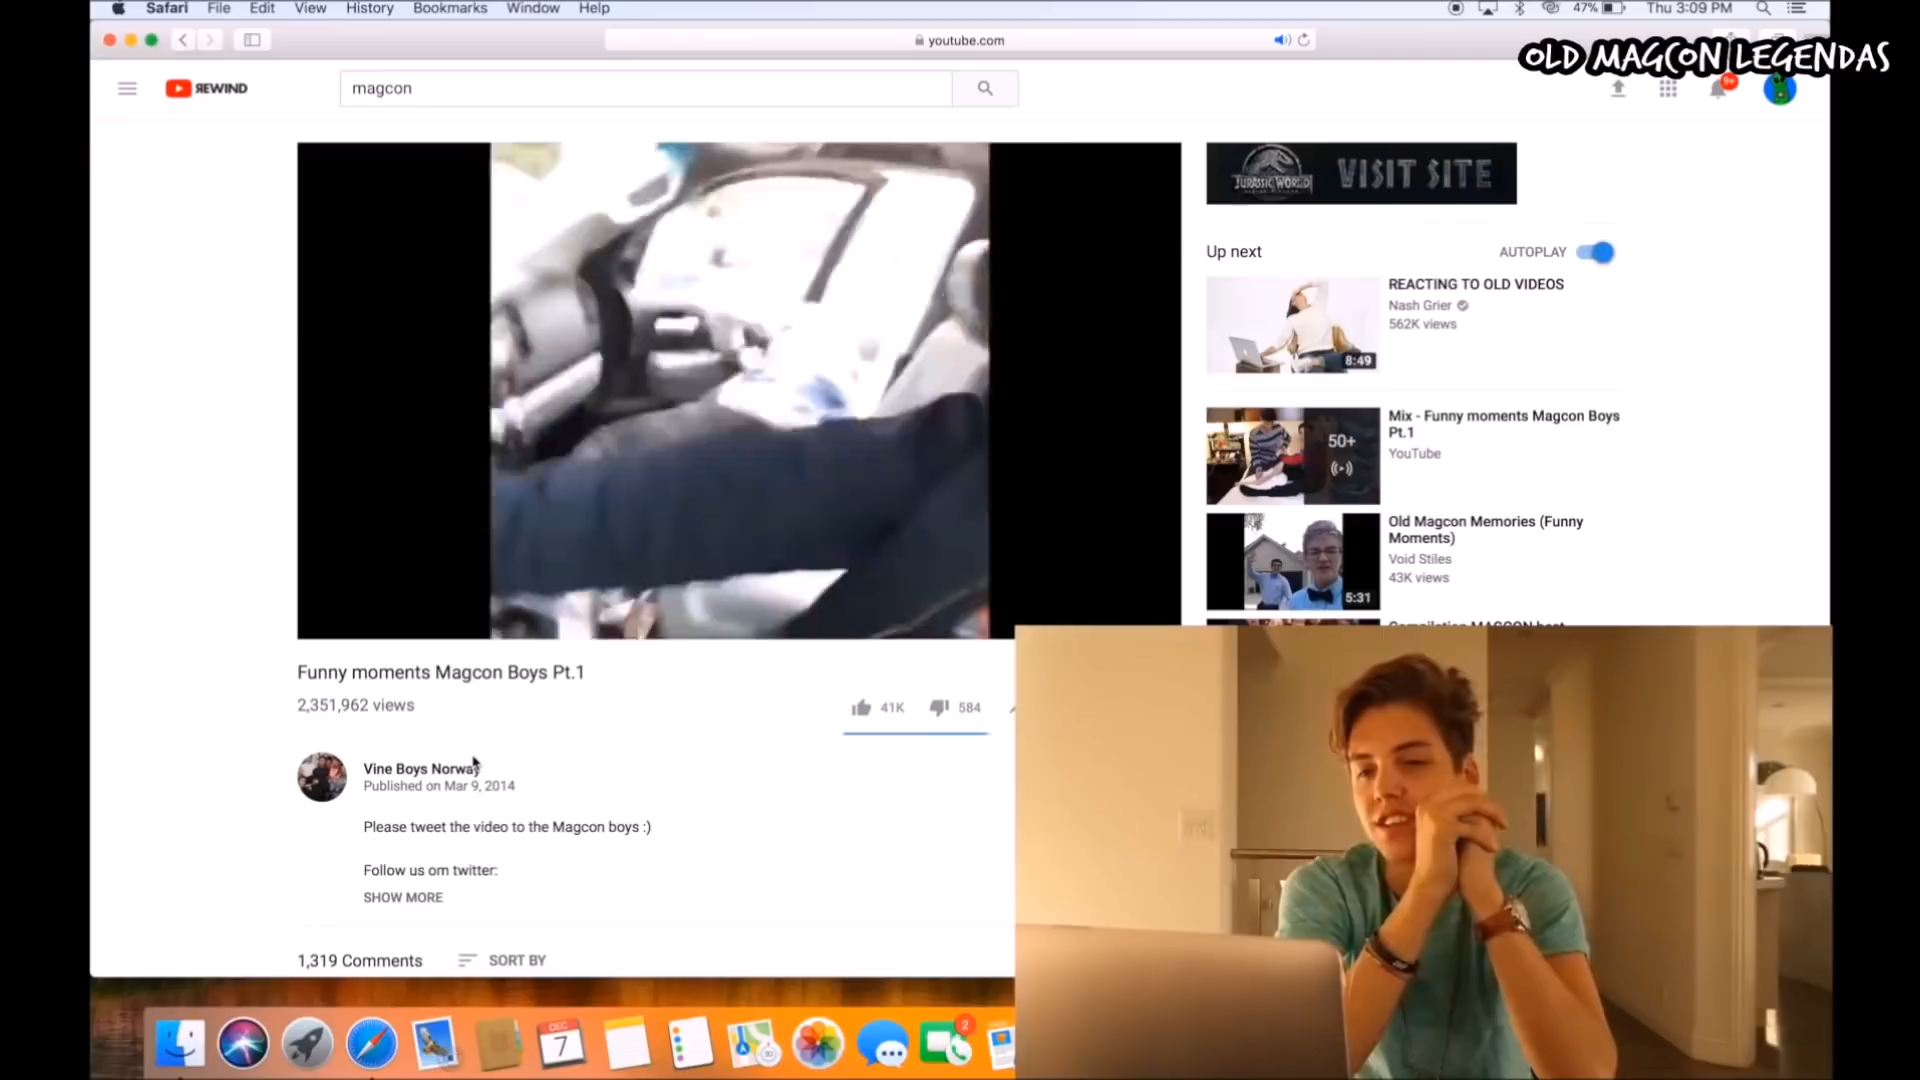 Safari File Edit View History Bookmarks Window Help 47% Thu 3:09 PM
youtube.com
OLD MAGCON LEGENDAS
REWIND
magcon
9+
JURASSIC WORLD VISIT SITE
Up next AUTOPLAY
REACTING TO OLD VIDEOS
Nash Grier
562K views
8:49
Mix - Funny moments Magcon Boys
Pt.1
YouTube
50+
Old Magcon Memories (Funny
Moments)
Void Stiles
43K views
5:31
Funny moments Magcon Boys Pt.1
2,351,962 views
41K 584
Vine Boys Norway
Published on Mar 9, 2014
Please tweet the video to the Magcon boys :)
Follow us om twitter:
SHOW MORE
1,319 Comments SORT BY
DEC
7
2